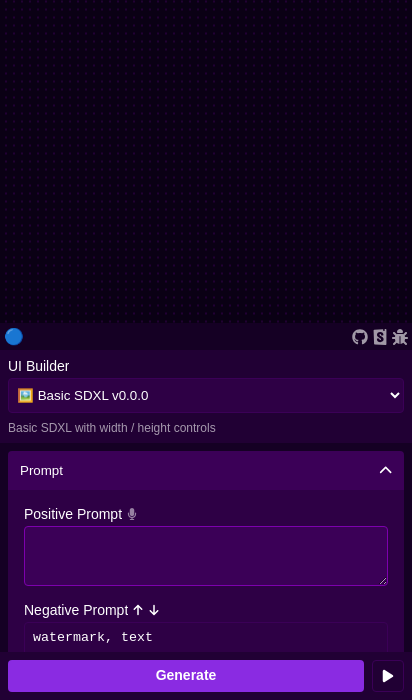 UI Builder
🖼️ Basic SDXL v0.0.0
Basic SDXL with width / height controls
Prompt
Positive Prompt
Negative Prompt
watermark, text
Generate